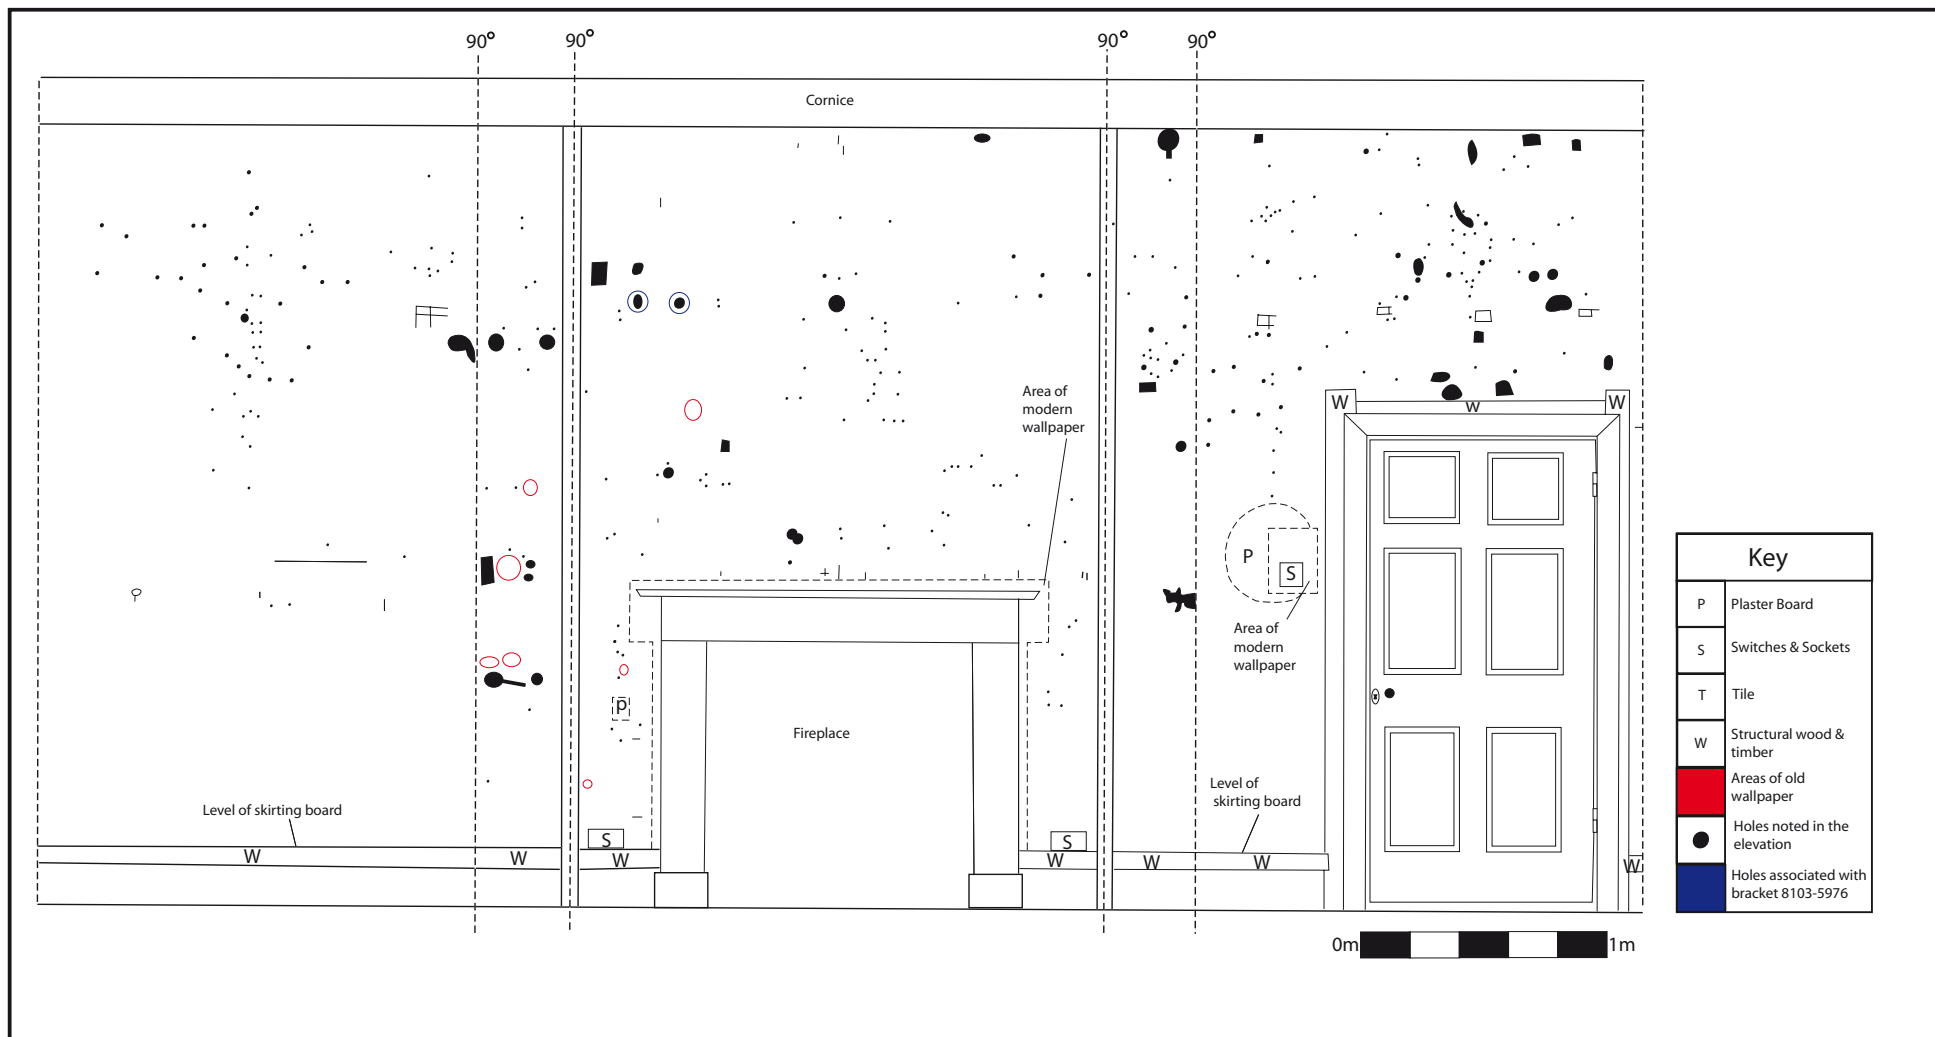 90°
90°
90°
90°
Cornice
Area of
modern
wallpaper
W
W
W
P
S
Area of
modern
wallpaper
p
Fireplace
Level of skirting board
Level of
skirting board
S
S
W
W
W
W
W
W
W
Key
P Plaster Board
S Switches & Sockets
T Tile
W Structural wood &
timber
Areas of old
wallpaper
Holes noted in the
elevation
Holes associated with
bracket 8103-5976
0m 1m